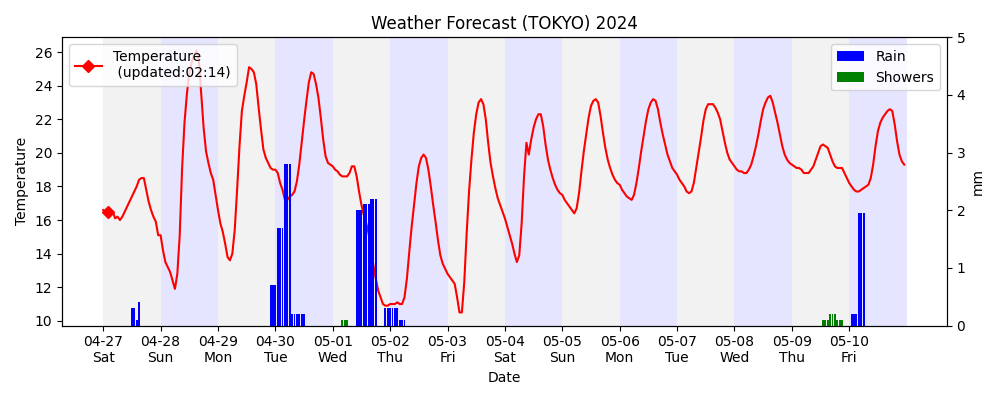 Weather Forecast (TOKYO) 2024
Temperature
(updated:02:14)
Rain
Showers
Temperature
26
24
22
20
18
16
14
12
10
5
4
3
2
1
0
mm
04-27 04-28 04-29 04-30 05-01 05-02 05-03 05-04 05-05 05-06 05-07 05-08 05-09 05-10
Sat Sun Mon Tue Wed Thu Fri Sat Sun Mon Tue Wed Thu Fri
Date